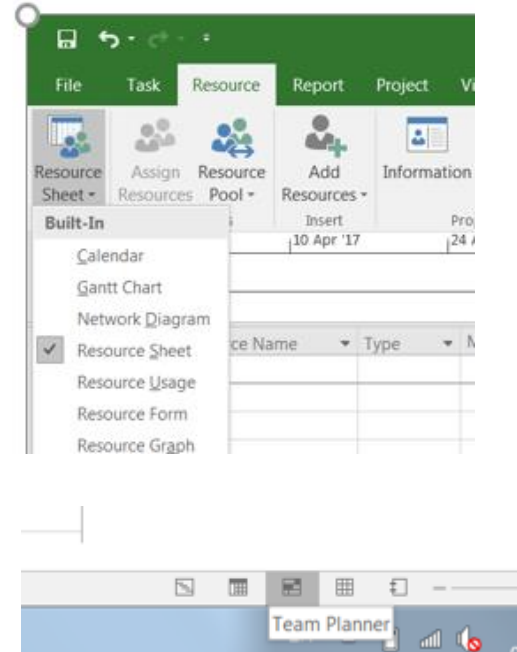 File Task Resource Report Project Vi
Resource Sheet Assign Resources Resource Pool Add Resources Information
Insert Pro
Built-In
10 Apr '17 24 A
Calendar
Gantt Chart
Network Diagram
Resource Sheet ce Name Type M
Resource Usage
Resource Form
Resource Graph
Team Planner